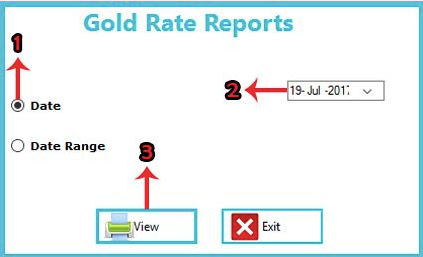 Gold Rate Reports
1
2
19- Jul -2017
Date
Date Range
3
View
Exit